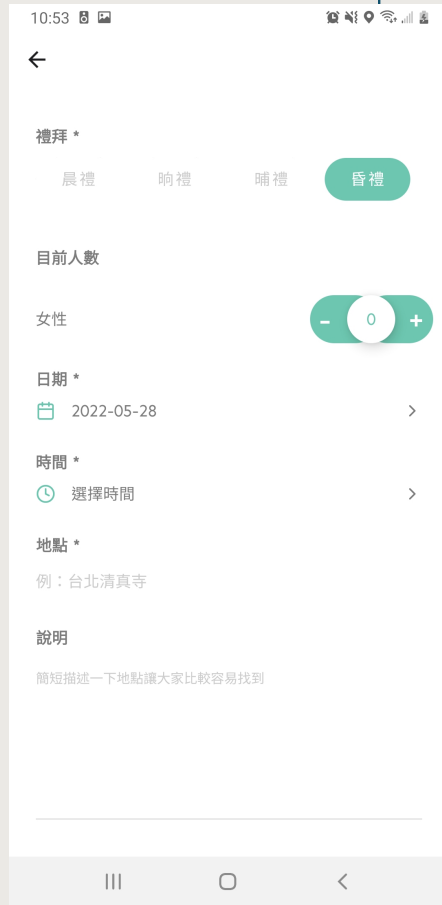 10:53
禮拜 *
晨禮 晌禮 晡禮 昏禮
目前人數
女性 - 0 +
日期 *
2022-05-28
時間 *
選擇時間
地點 *
例：台北清真寺
說明
簡短描述一下地點讓大家比較容易找到